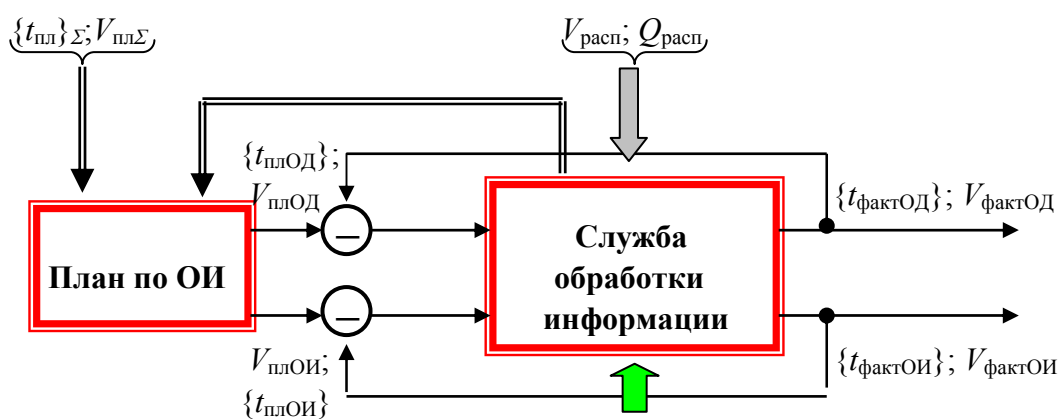 {tпл}Σ; VплΣ
Vрасп; Qрасп
{tплОД};
VплОД
{tфактОД}; VфактОД
План по ОИ
–
Служба
обработки
информации
–
VплОИ;
{tплОИ}
{tфактОИ}; VфактОИ